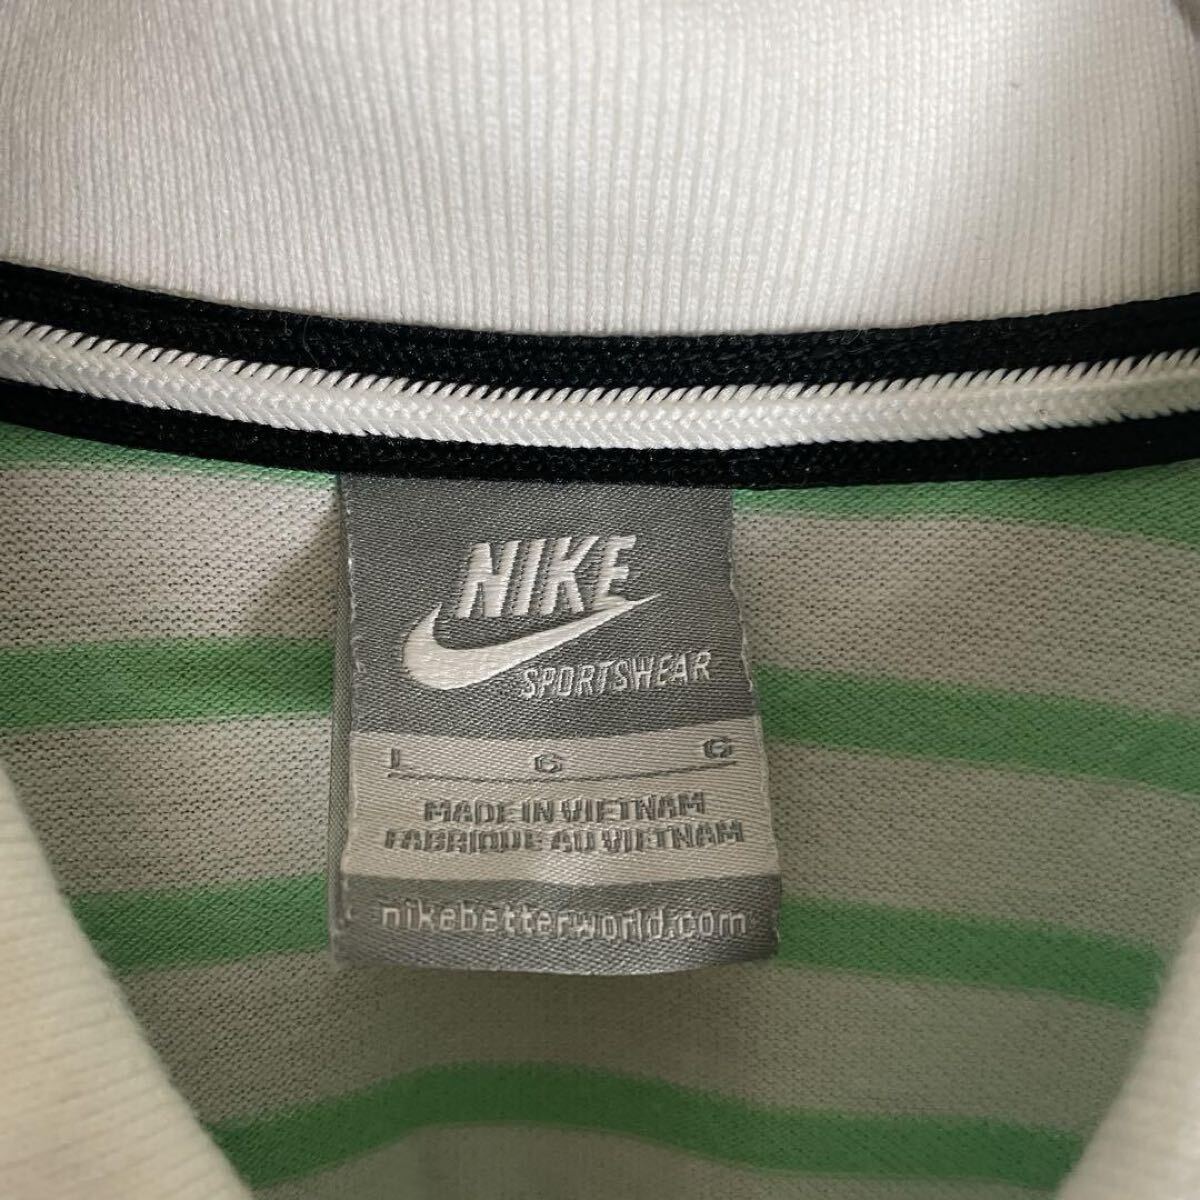 NIKE
SPORTSWEAR
L G G
MADE IN VIETNAM
FABRIQUE AU VIETNAM
nikebetterworld.com